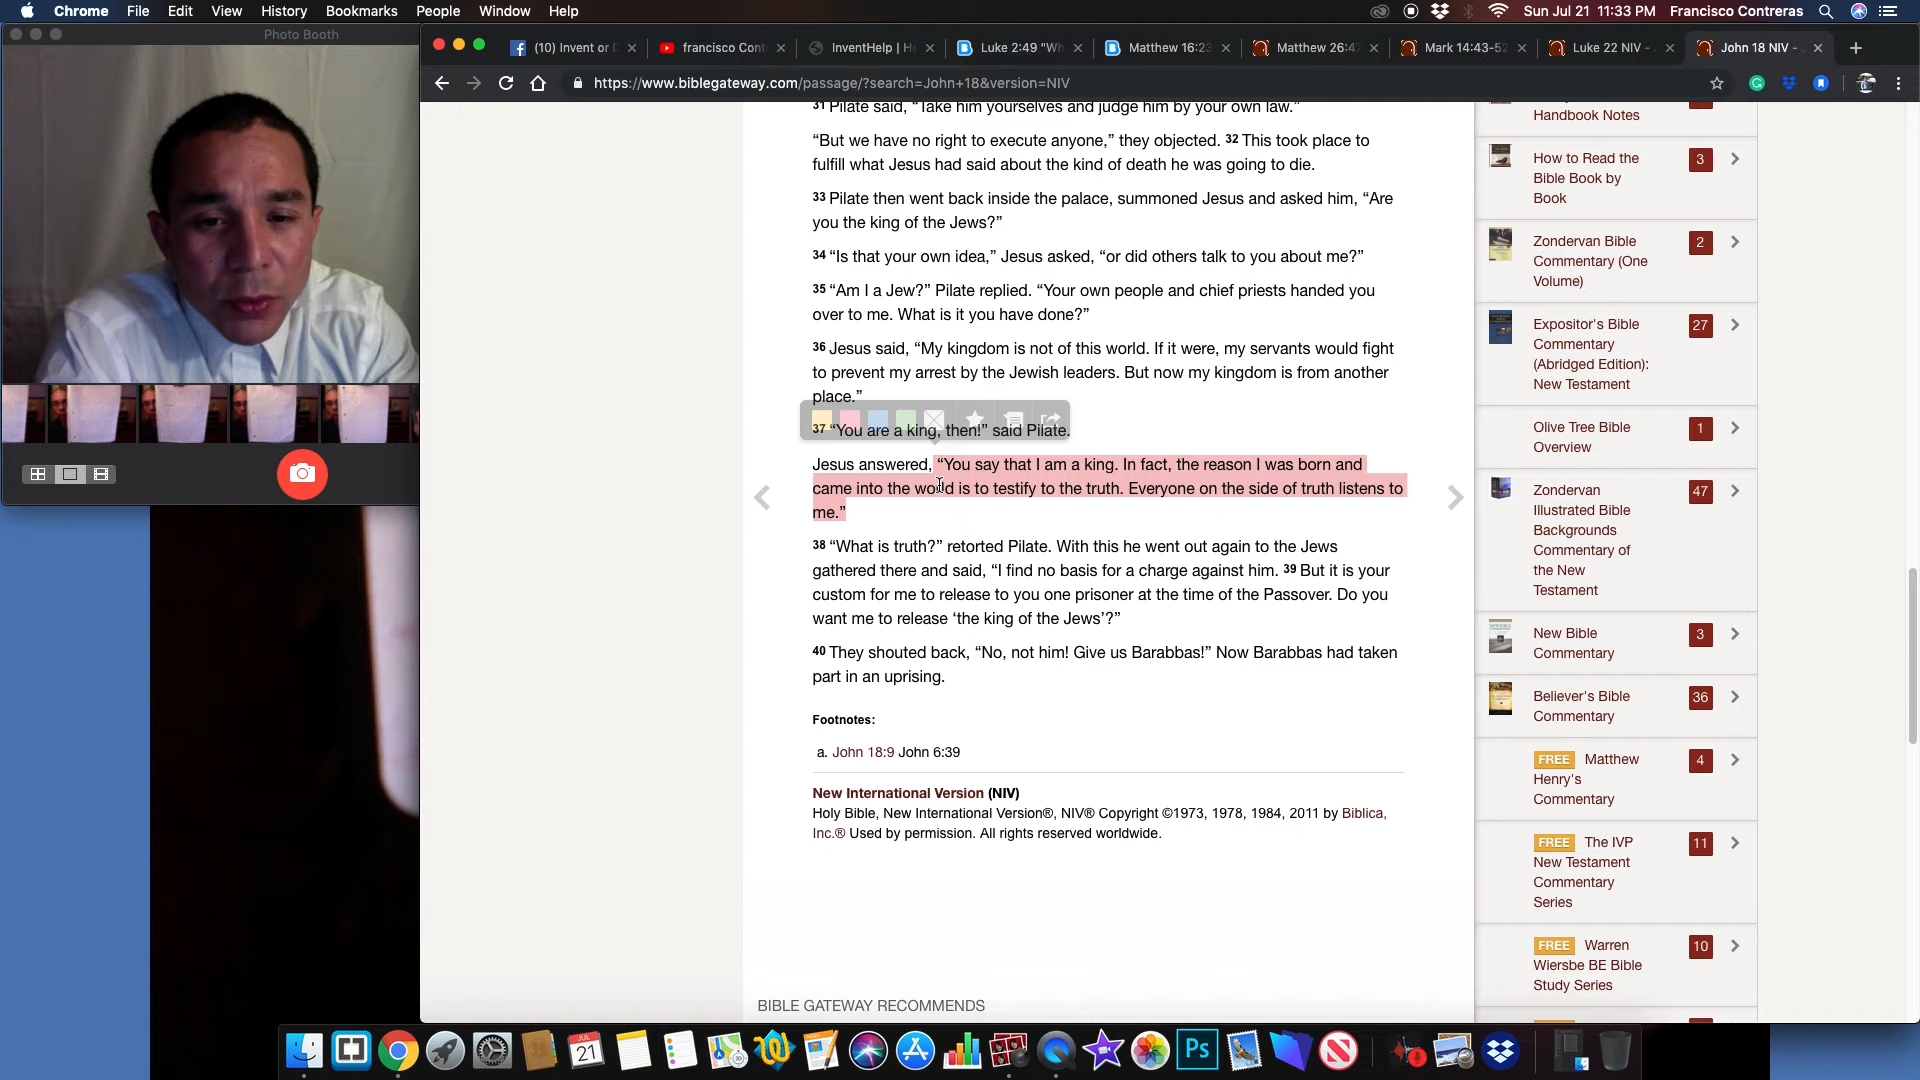 Chrome File Edit View History Bookmarks People Window Help
Sun Jul 21 11:33 PM Francisco Contreras
Photo Booth
(10) Invent or
francisco Cont
InventHelp | H
Luke 2:49 "Wh
Matthew 16:23
Matthew 26:4
Mark 14:43-52
Luke 22 NIV -
John 18 NIV -
https://www.biblegateway.com/passage/?search=John+18&version=NIV
31 Pilate said, “Take him yourselves and judge him by your own law.”
“But we have no right to execute anyone,” they objected. 32 This took place to
fulfill what Jesus had said about the kind of death he was going to die.
33 Pilate then went back inside the palace, summoned Jesus and asked him, “Are
you the king of the Jews?”
34 “Is that your own idea,” Jesus asked, “or did others talk to you about me?”
35 “Am I a Jew?” Pilate replied. “Your own people and chief priests handed you
over to me. What is it you have done?”
36 Jesus said, “My kingdom is not of this world. If it were, my servants would fight
to prevent my arrest by the Jewish leaders. But now my kingdom is from another
place.”
37 “You are a king, then!” said Pilate.
Jesus answered, “You say that I am a king. In fact, the reason I was born and
came into the world is to testify to the truth. Everyone on the side of truth listens to
me.”
38 “What is truth?” retorted Pilate. With this he went out again to the Jews
gathered there and said, “I find no basis for a charge against him. 39 But it is your
custom for me to release to you one prisoner at the time of the Passover. Do you
want me to release ‘the king of the Jews’?”
40 They shouted back, “No, not him! Give us Barabbas!” Now Barabbas had taken
part in an uprising.
Footnotes:
a. John 18:9 John 6:39
New International Version (NIV)
Holy Bible, New International Version®, NIV® Copyright ©1973, 1978, 1984, 2011 by Biblica,
Inc.® Used by permission. All rights reserved worldwide.
BIBLE GATEWAY RECOMMENDS
Handbook Notes
How to Read the
Bible Book by
Book
3
Zondervan Bible
Commentary (One
Volume)
2
Expositor's Bible
Commentary
(Abridged Edition):
New Testament
27
Olive Tree Bible
Overview
1
Zondervan
Illustrated Bible
Backgrounds
Commentary of
the New
Testament
47
New Bible
Commentary
3
Believer's Bible
Commentary
36
FREE Matthew
Henry's
Commentary
4
FREE The IVP
New Testament
Commentary
Series
11
FREE Warren
Wiersbe BE Bible
Study Series
10
JUL
21
Ps